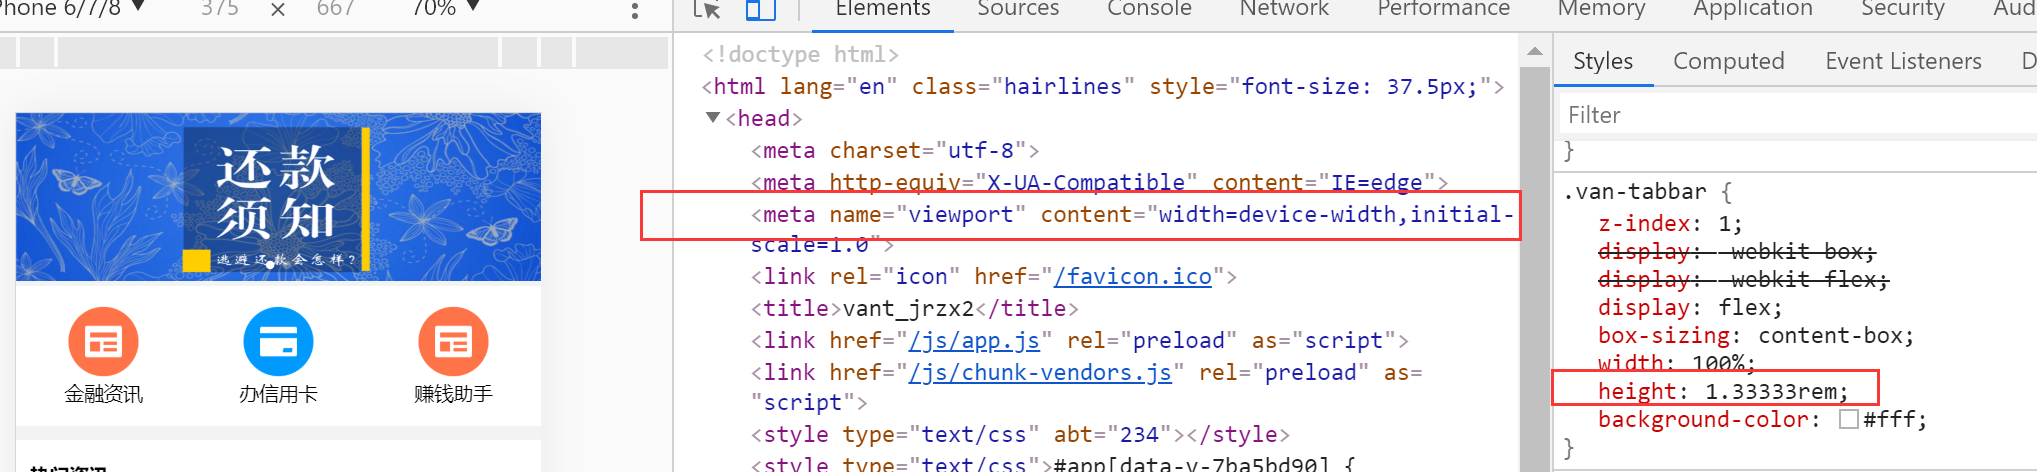 Phone 6/7/8 ▼ 375 × 667 70% ▼
Elements Sources Console Network Performance Memory Application Security Aud
还款
须知
逃避还款会怎样?
金融资讯 办信用卡 赚钱助手
热门资讯
<!doctype html>
<html lang="en" class="hairlines" style="font-size: 37.5px;">
▼<head>
<meta charset="utf-8">
<meta http-equiv="X-UA-Compatible" content="IE=edge">
<meta name="viewport" content="width=device-width,initial-
scale=1.0">
<link rel="icon" href="/favicon.ico">
<title>vant_jrzx2</title>
<link href="/js/app.js" rel="preload" as="script">
<link href="/js/chunk-vendors.js" rel="preload" as=
"script">
<style type="text/css" abt="234"></style>
<style type="text/css">#app[data-v-7ba5bd90] {
Styles Computed Event Listeners D
Filter
}
.van-tabbar {
z-index: 1;
display: -webkit-box;
display: -webkit-flex;
display: flex;
box-sizing: content-box;
width: 100%;
height: 1.33333rem;
background-color: #fff;
}